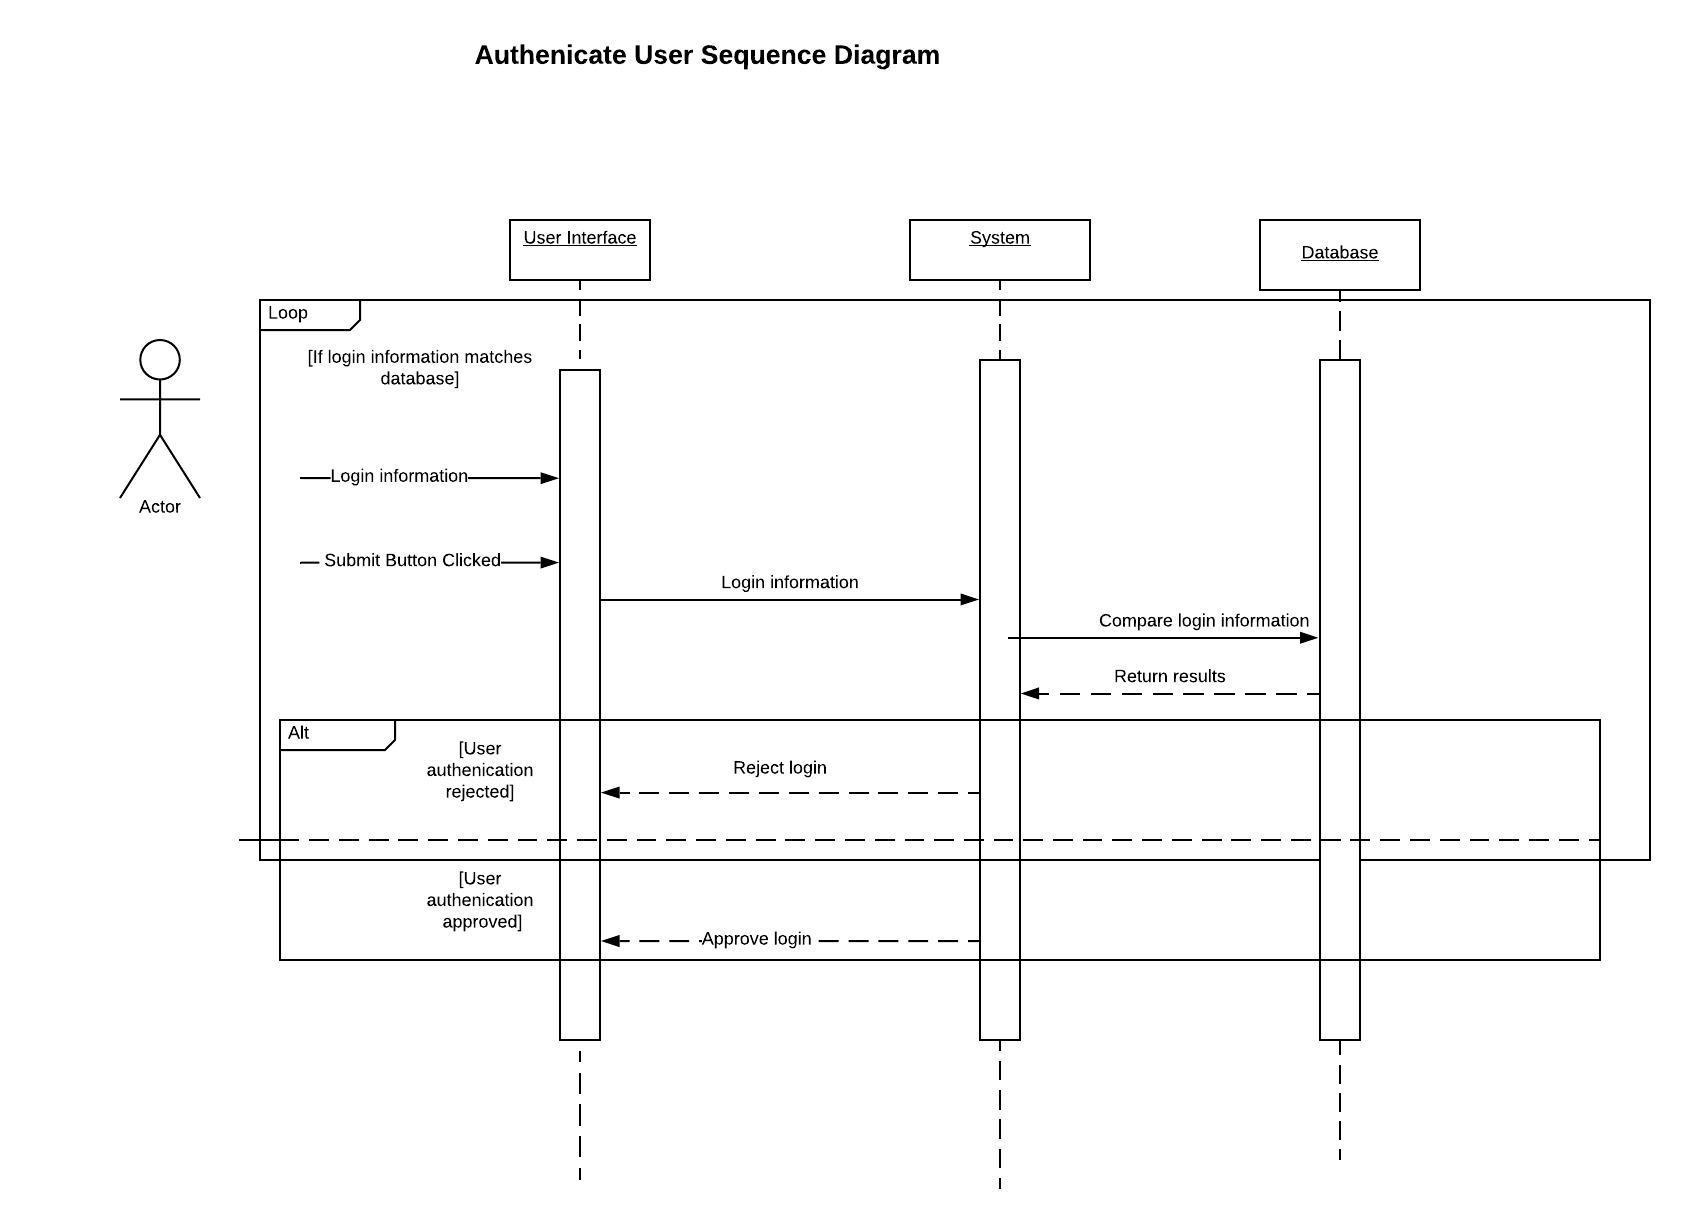 Authenicate User Sequence Diagram
User Interface
System
Database
Loop
[If login information matches
database]
Actor
Login information
Submit Button Clicked
Login information
Compare login information
Return results
Alt
[User
authenication
rejected]
Reject login
[User
authenication
approved]
Approve login